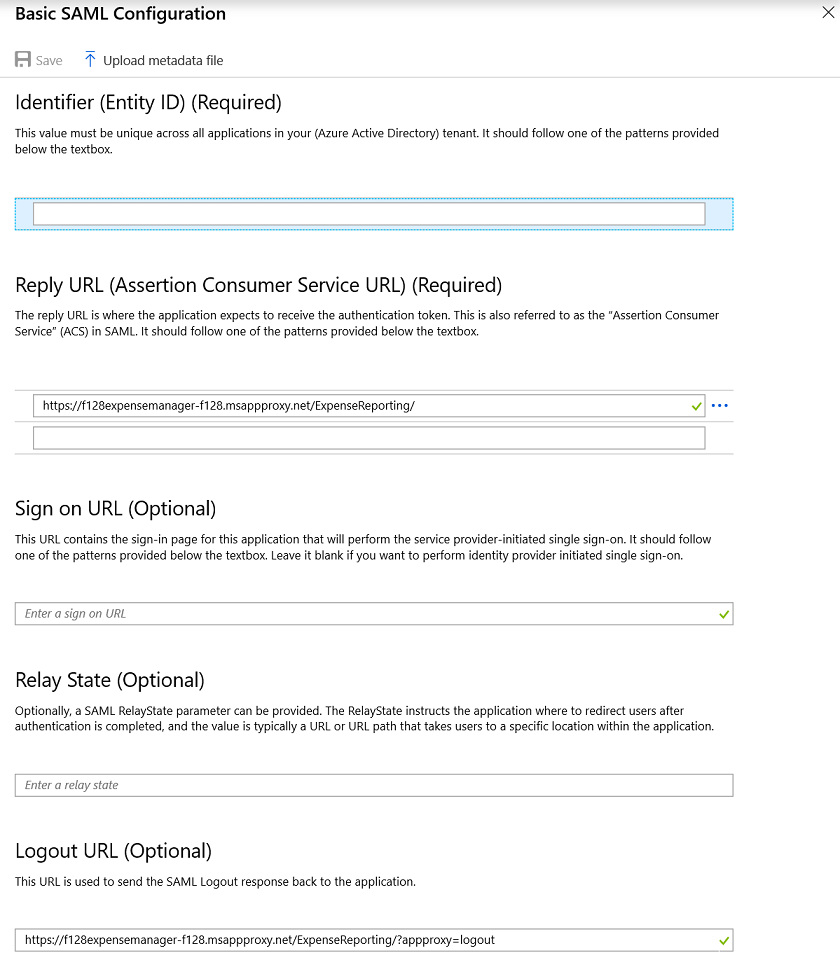 Basic SAML Configuration
Save
Upload metadata file
Identifier (Entity ID) (Required)
This value must be unique across all applications in your (Azure Active Directory) tenant. It should follow one of the patterns provided
below the textbox.
Reply URL (Assertion Consumer Service URL) (Required)
The reply URL is where the application expects to receive the authentication token. This is also referred to as the “Assertion Consumer
Service” (ACS) in SAML. It should follow one of the patterns provided below the textbox.
https://f128expensemanager-f128.msappproxy.net/ExpenseReporting/
Sign on URL (Optional)
This URL contains the sign-in page for this application that will perform the service provider-initiated single sign-on. It should follow
one of the patterns provided below the textbox. Leave it blank if you want to perform identity provider initiated single sign-on.
Enter a sign on URL
Relay State (Optional)
Optionally, a SAML RelayState parameter can be provided. The RelayState instructs the application where to redirect users after
authentication is completed, and the value is typically a URL or URL path that takes users to a specific location within the application.
Enter a relay state
Logout URL (Optional)
This URL is used to send the SAML Logout response back to the application.
https://f128expensemanager-f128.msappproxy.net/ExpenseReporting/?appproxy=logout